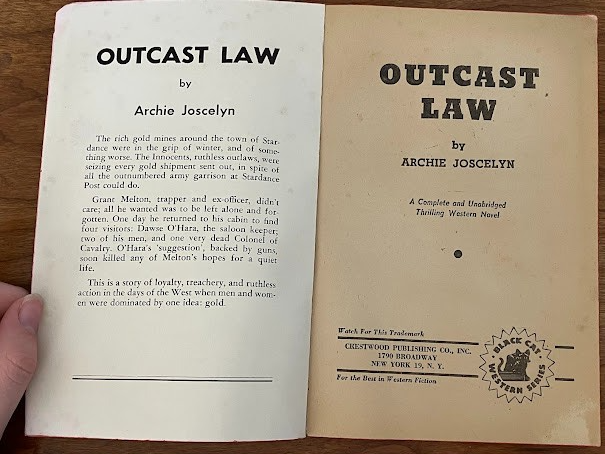 OUTCAST LAW
by
Archie Joscelyn
The rich gold mines around the town of Star-
dance were in the grip of winter, and of some-
thing worse. The Innocents, ruthless outlaws, were
seizing every gold shipment sent out, in spite of
all the outnumbered army garrison at Stardance
Post could do.
Grant Melton, trapper and ex-officer, didn't
care; all he wanted was to be left alone and for-
gotten. One day he returned to his cabin to find
four visitors: Dawse O'Hara, the saloon keeper;
two of his men, and one very dead Colonel of
Cavalry. O'Hara's 'suggestion', backed by guns,
soon killed any of Melton's hopes for a quiet
life.
This is a story of loyalty, treachery, and ruthless
action in the days of the West when men and wom-
en were dominated by one idea: gold.
OUTCAST
LAW
by
ARCHIE JOSCELYN
A Complete and Unabridged
Thrilling Western Novel
Watch For This Trademark
CRESTWOOD PUBLISHING CO., INC.
1790 BROADWAY
NEW YORK 19, N. Y.
For the Best in Western Fiction
BLACK CAT
WESTERN SERIES